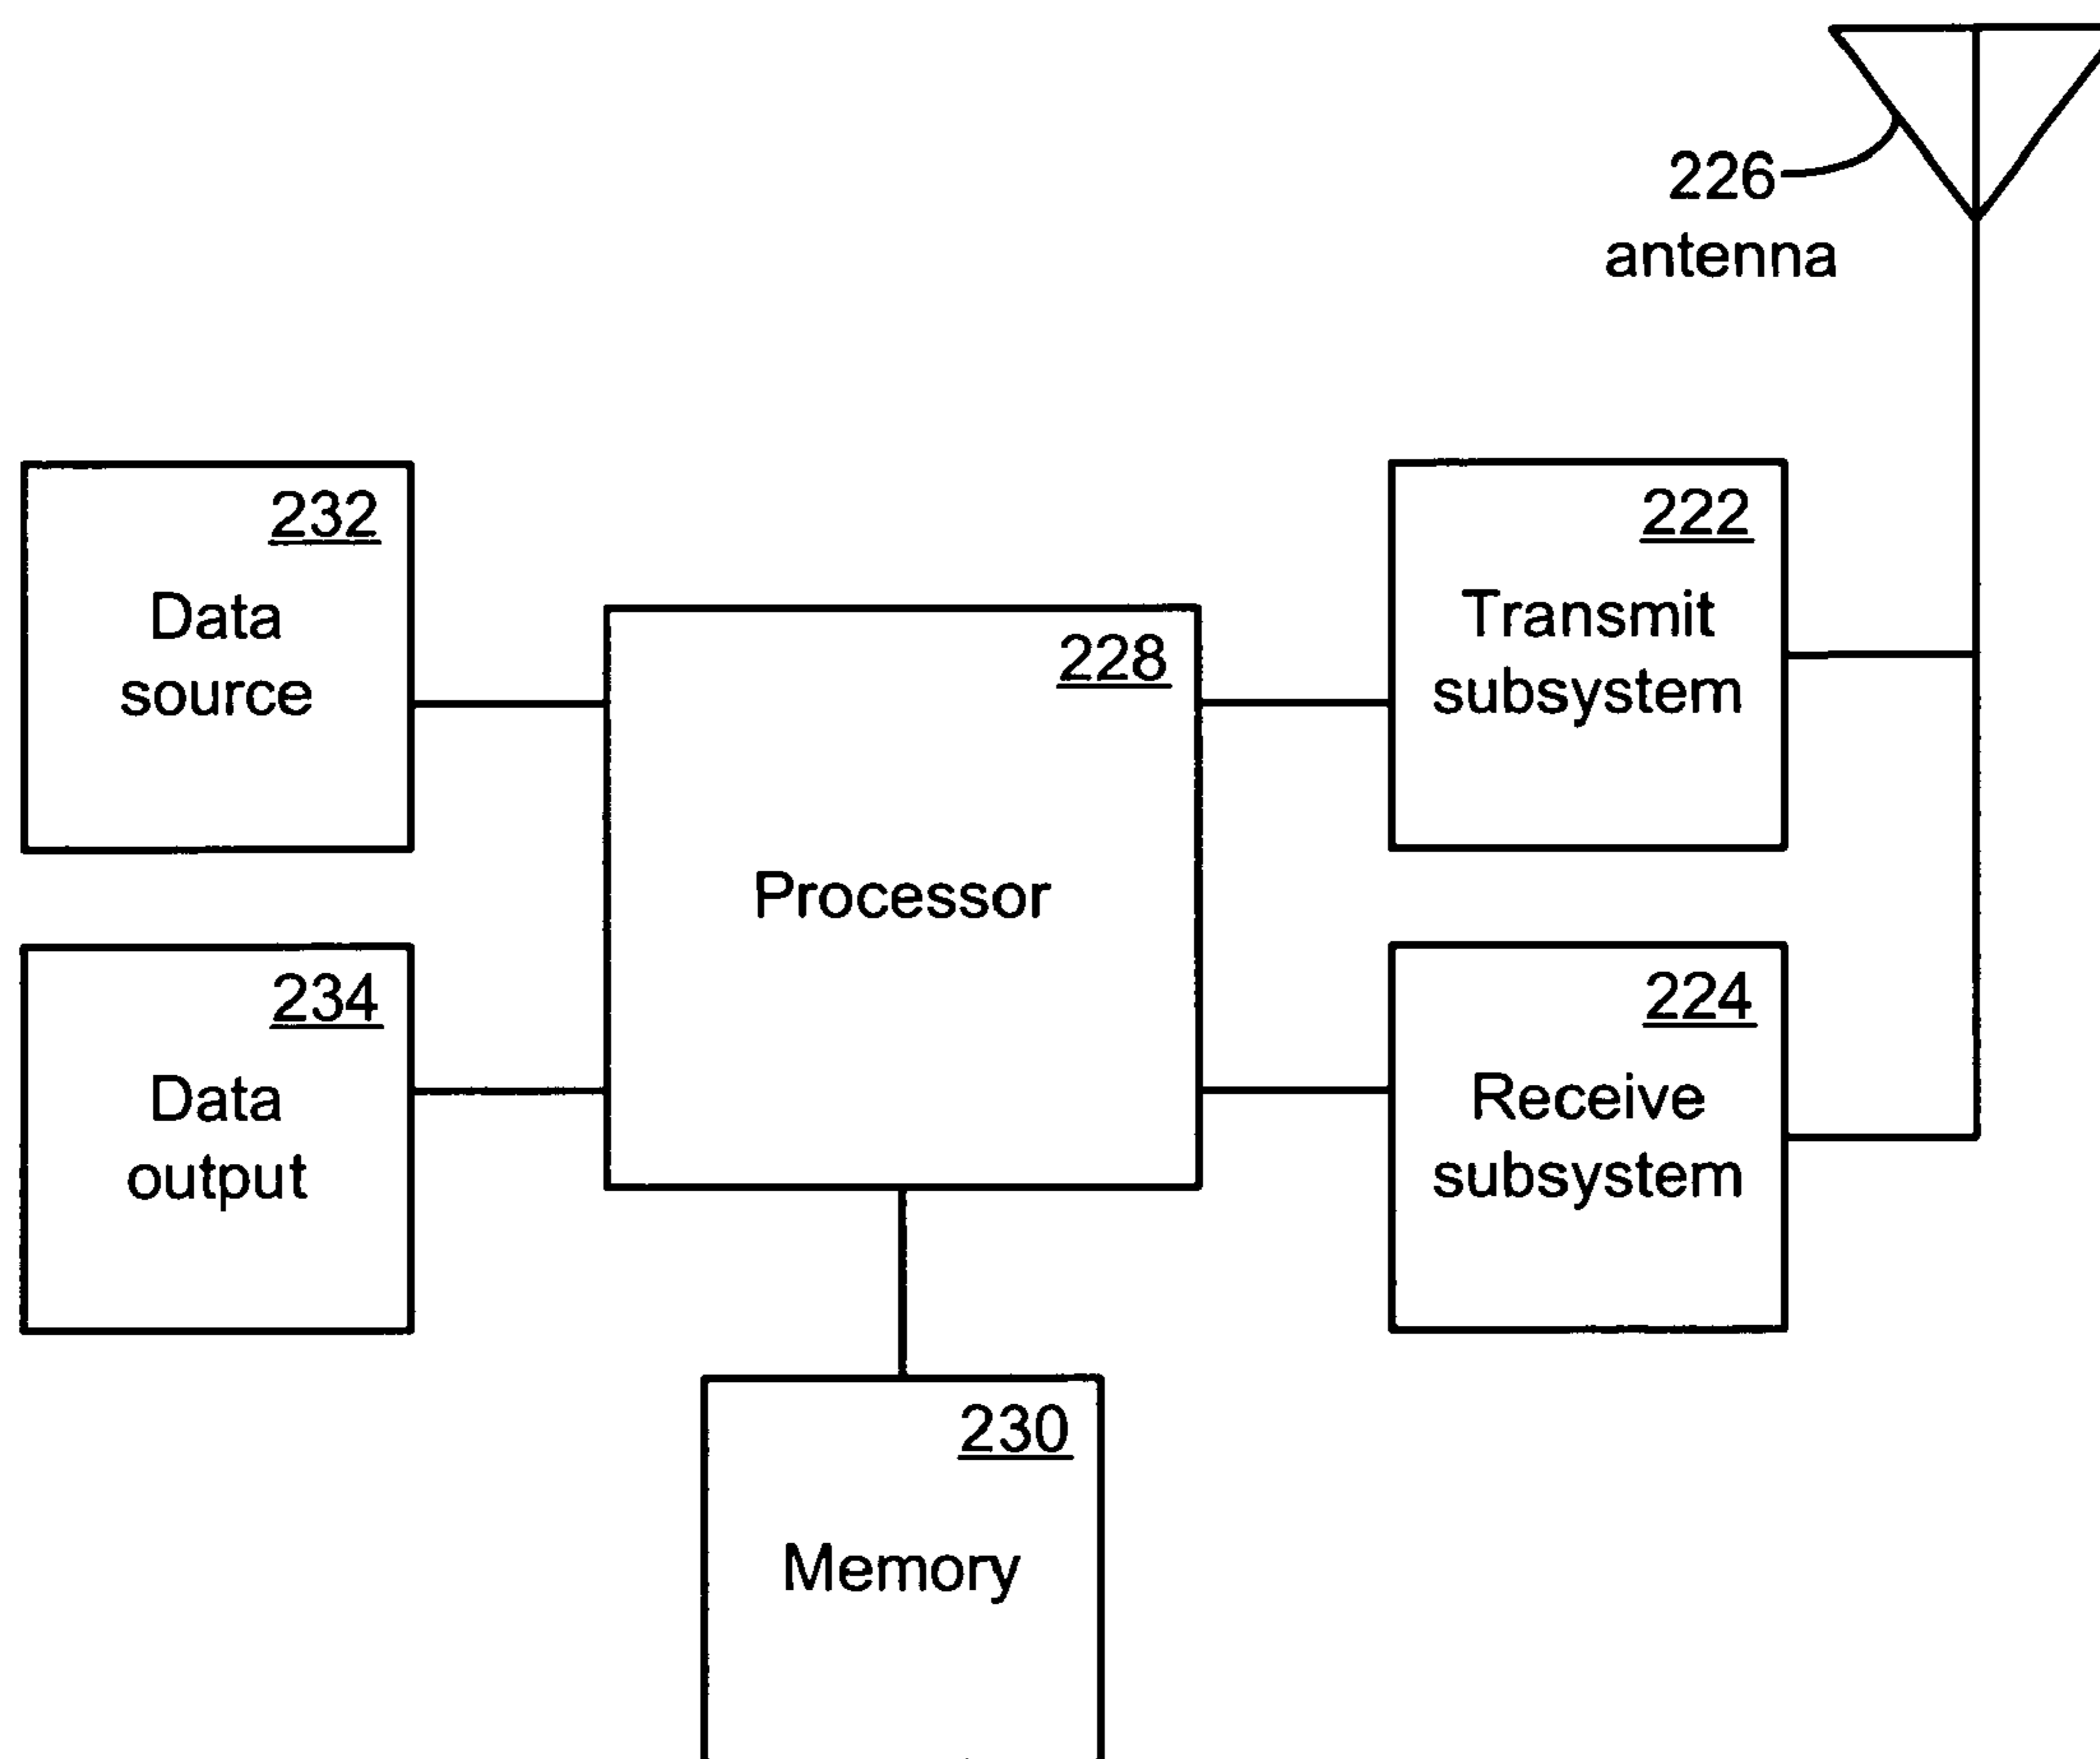 226
antenna
232
Data
source
228
Processor
222
Transmit
subsystem
234
Data
output
224
Receive
subsystem
230
Memory